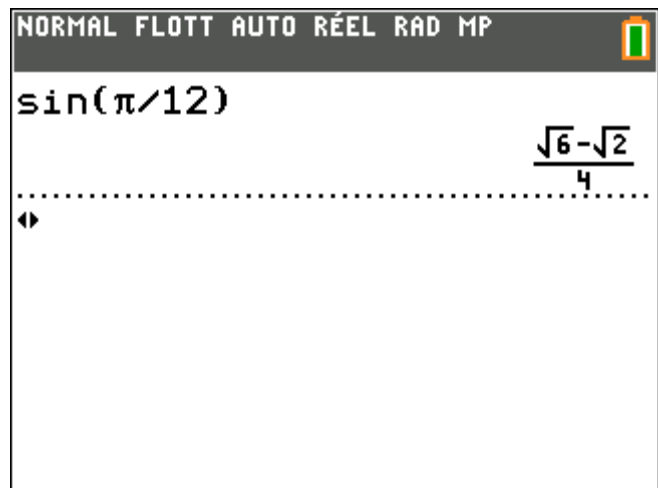 NORMAL FLOTT AUTO RÉEL RAD MP
sin(π/12)
√6-√2
4